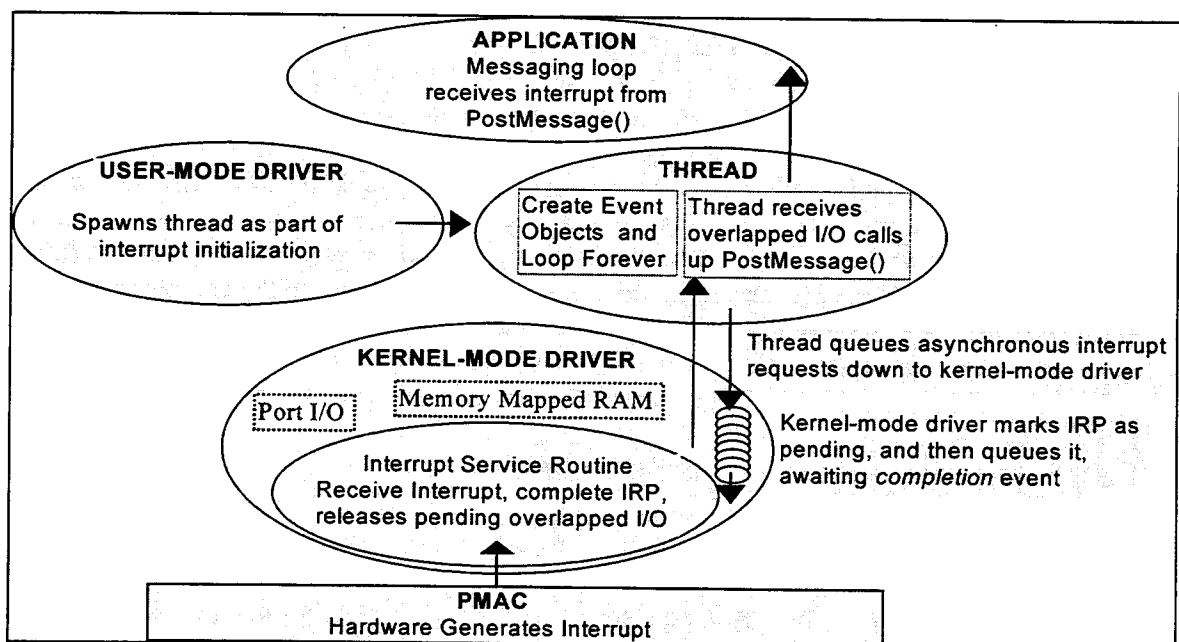 APPLICATION
Messaging loop
receives interrupt from
PostMessage()
USER-MODE DRIVER
Spawns thread as part of
interrupt initialization
THREAD
Create Event
Objects and
Loop Forever
Thread receives
overlapped I/O calls
up PostMessage()
Thread queues asynchronous interrupt
requests down to kernel-mode driver
KERNEL-MODE DRIVER
Port I/O
Memory Mapped RAM
Kernel-mode driver marks IRP as
pending, and then queues it,
awaiting completion event
Interrupt Service Routine
Receive Interrupt, complete IRP,
releases pending overlapped I/O
PMAC
Hardware Generates Interrupt